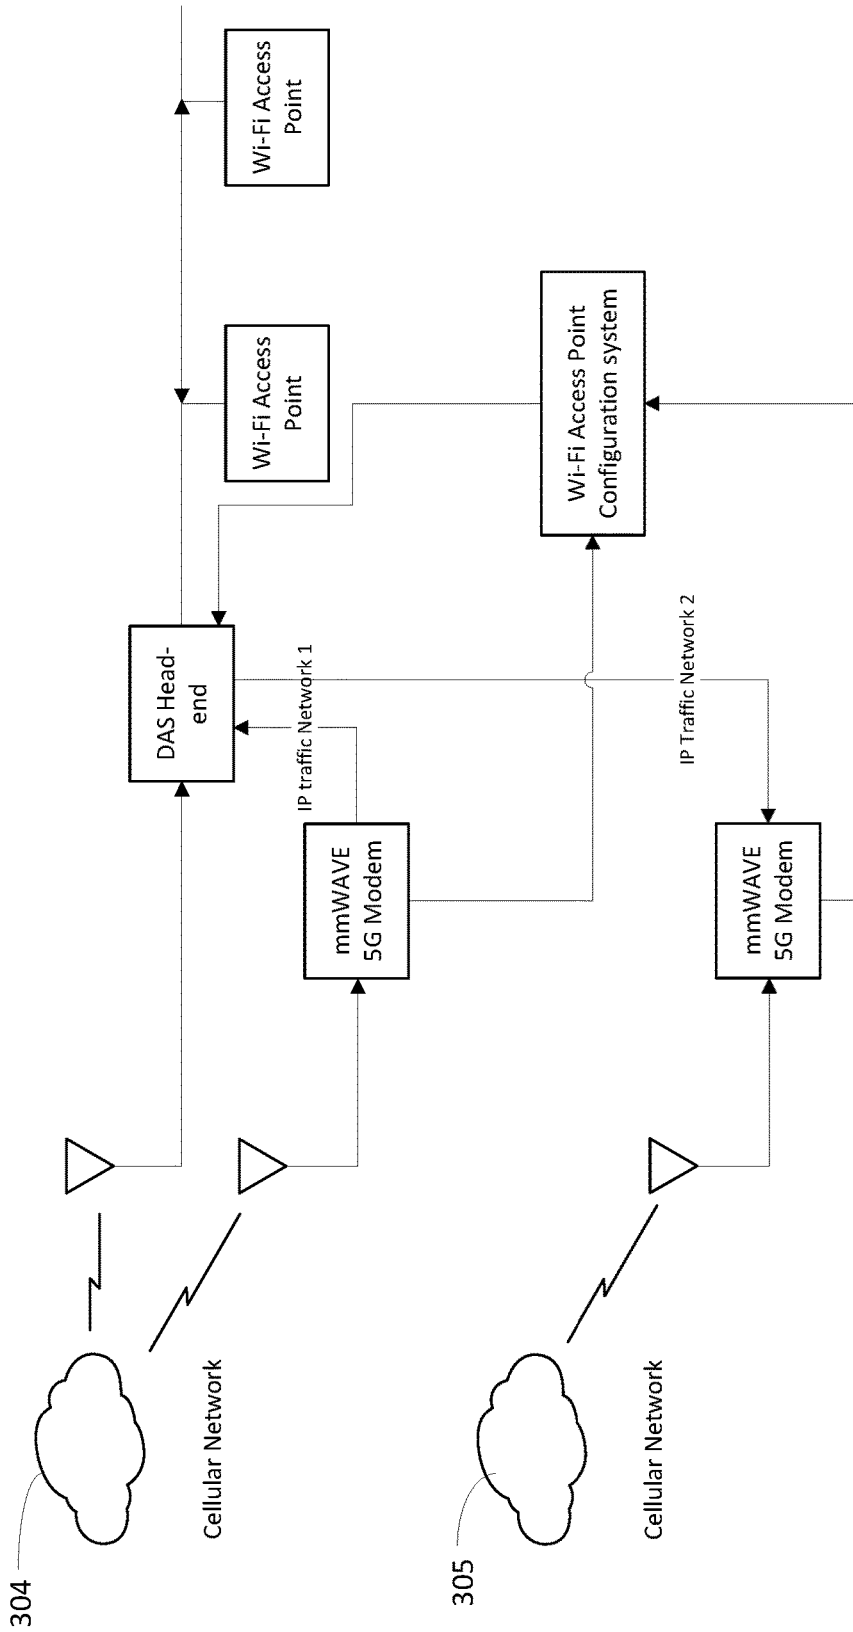 304
Cellular Network
305
Cellular Network
DAS Head-
end
IP traffic Network 1
mmWAVE
5G Modem
IP Traffic Network 2
mmWAVE
5G Modem
Wi-Fi Access
Point
Wi-Fi Access
Point
Wi-Fi Access Point
Configuration system